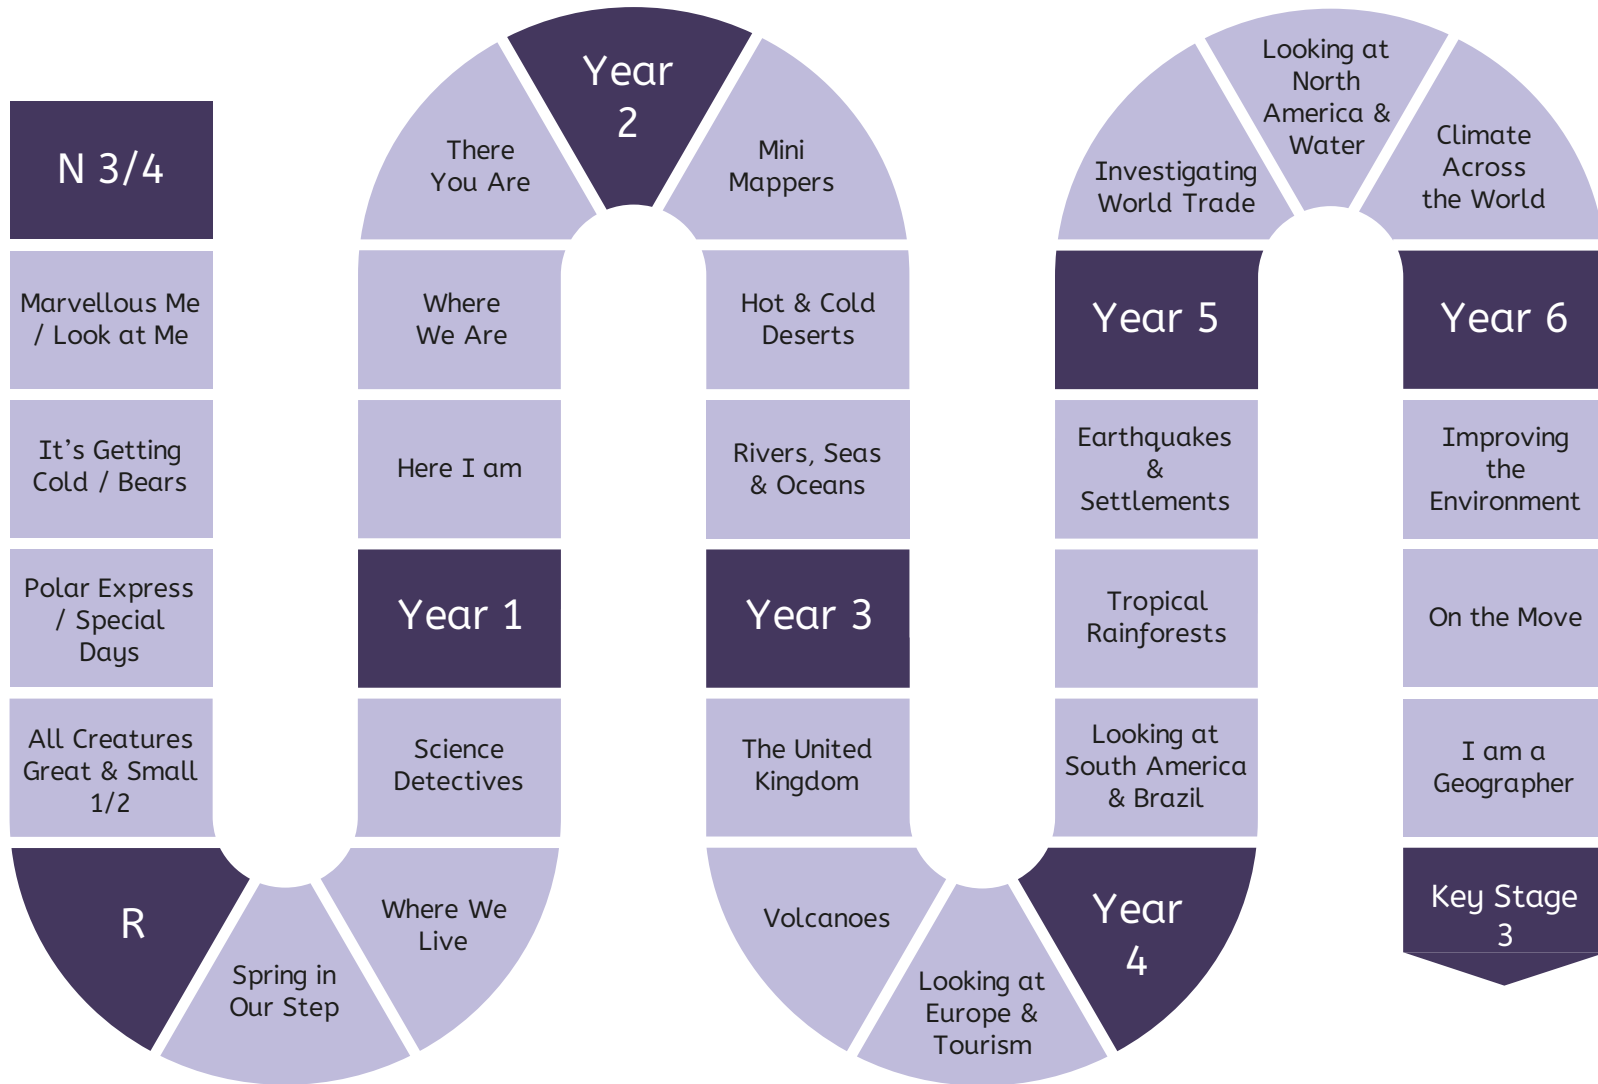 N 3/4
Marvellous Me
/ Look at Me
It's Getting
Cold / Bears
Polar Express
/ Special
Days
All Creatures
Great & Small
1/2
R
Spring in
Our Step
Where We
Live
Science
Detectives
Year 1
Here I am
Where
We Are
There
You Are
Year
2
Mini
Mappers
Hot & Cold
Deserts
Rivers, Seas
& Oceans
Year 3
The United
Kingdom
Volcanoes
Looking at
Europe &
Tourism
Year
4
Looking at
South America
& Brazil
Tropical
Rainforests
Earthquakes
&
Settlements
Year 5
Investigating
World Trade
Looking at
North
America &
Water
Climate
Across
the World
Year 6
Improving
the
Environment
On the Move
I am a
Geographer
Key Stage
3